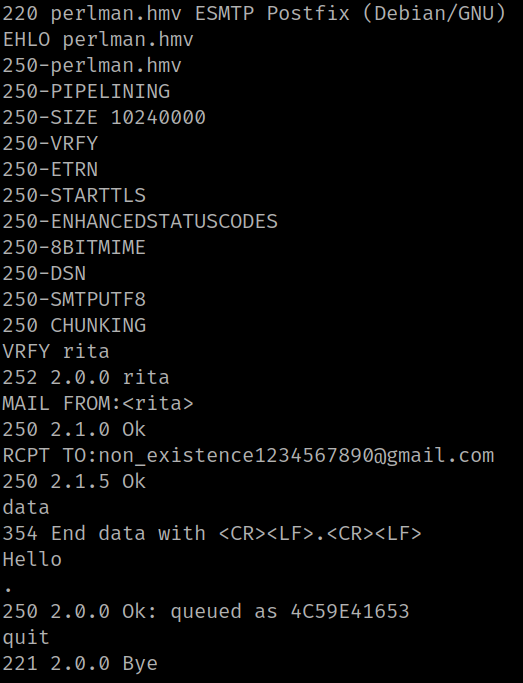 220 perlman.hmv ESMTP Postfix (Debian/GNU)
EHLO perlman.hmv
250-perlman.hmv
250-PIPELINING
250-SIZE 10240000
250-VRFY
250-ETRN
250-STARTTLS
250-ENHANCEDSTATUSCODES
250-8BITMIME
250-DSN
250-SMTPUTF8
250 CHUNKING
VRFY rita
252 2.0.0 rita
MAIL FROM:<rita>
250 2.1.0 Ok
RCPT TO:non_existence1234567890@gmail.com
250 2.1.5 Ok
data
354 End data with <CR><LF>.<CR><LF>
Hello
.
250 2.0.0 Ok: queued as 4C59E41653
quit
221 2.0.0 Bye